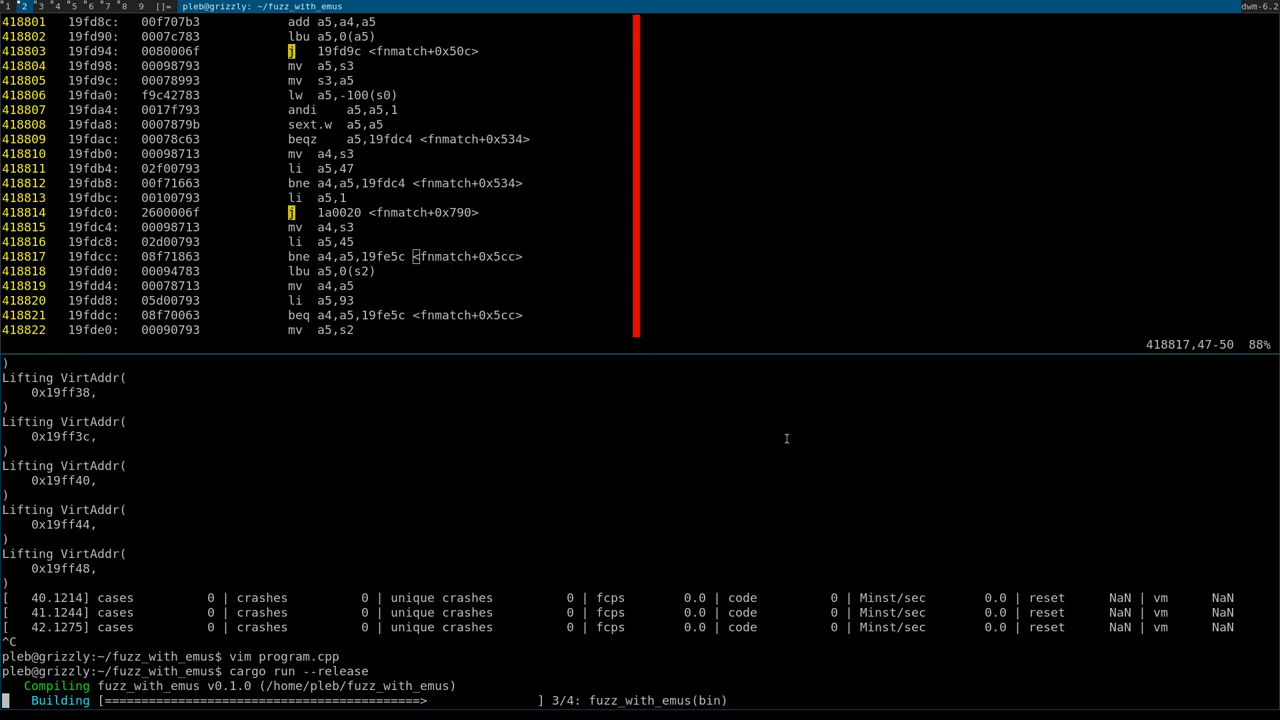 1 2 3 4 5 6 7 8 9 []= pleb@grizzly: ~/fuzz_with_emus dwm-6.2
418801 19fd8c: 00f707b3 add a5,a4,a5
418802 19fd90: 0007c783 lbu a5,0(a5)
418803 19fd94: 0080006f j 19fd9c <fnmatch+0x50c>
418804 19fd98: 00098793 mv a5,s3
418805 19fd9c: 00078993 mv s3,a5
418806 19fda0: f9c42783 lw a5,-100(s0)
418807 19fda4: 0017f793 andi a5,a5,1
418808 19fda8: 0007879b sext.w a5,a5
418809 19fdac: 00078c63 beqz a5,19fdc4 <fnmatch+0x534>
418810 19fdb0: 00098713 mv a4,s3
418811 19fdb4: 02f00793 li a5,47
418812 19fdb8: 00f71663 bne a4,a5,19fdc4 <fnmatch+0x534>
418813 19fdbc: 00100793 li a5,1
418814 19fdc0: 2600006f j 1a0020 <fnmatch+0x790>
418815 19fdc4: 00098713 mv a4,s3
418816 19fdc8: 02d00793 li a5,45
418817 19fdcc: 08f71863 bne a4,a5,19fe5c <fnmatch+0x5cc>
418818 19fdd0: 00094783 lbu a5,0(s2)
418819 19fdd4: 00078713 mv a4,a5
418820 19fdd8: 05d00793 li a5,93
418821 19fddc: 08f70063 beq a4,a5,19fe5c <fnmatch+0x5cc>
418822 19fde0: 00090793 mv a5,s2
418817,47-50 88%
)
Lifting VirtAddr(
0x19ff38,
)
Lifting VirtAddr(
0x19ff3c,
)
Lifting VirtAddr(
0x19ff40,
)
Lifting VirtAddr(
0x19ff44,
)
Lifting VirtAddr(
0x19ff48,
)
[ 40.1214] cases 0 | crashes 0 | unique crashes 0 | fcps 0.0 | code 0 | Minst/sec 0.0 | reset NaN | vm NaN
[ 41.1244] cases 0 | crashes 0 | unique crashes 0 | fcps 0.0 | code 0 | Minst/sec 0.0 | reset NaN | vm NaN
[ 42.1275] cases 0 | crashes 0 | unique crashes 0 | fcps 0.0 | code 0 | Minst/sec 0.0 | reset NaN | vm NaN
^C
pleb@grizzly:~/fuzz_with_emus$ vim program.cpp
pleb@grizzly:~/fuzz_with_emus$ cargo run --release
Compiling fuzz_with_emus v0.1.0 (/home/pleb/fuzz_with_emus)
Building [===========================================> ] 3/4: fuzz_with_emus(bin)